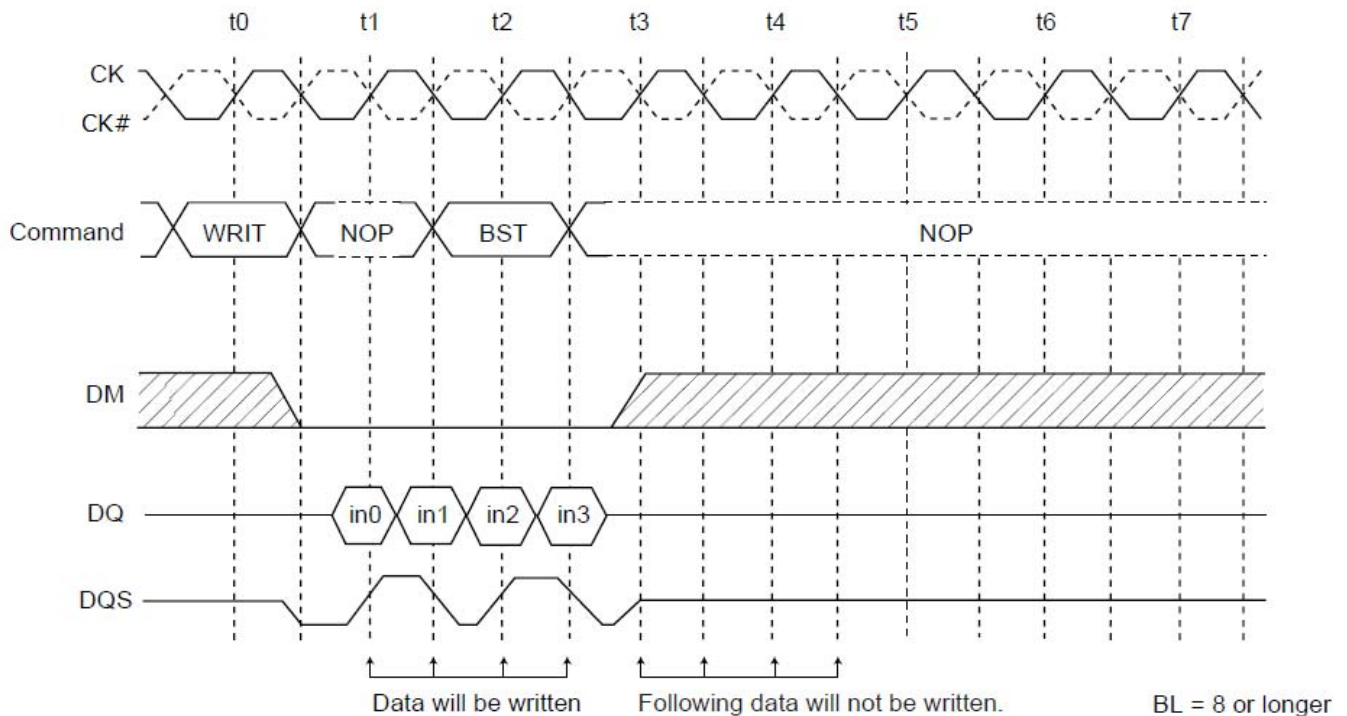 t0 t1 t2 t3 t4 t5 t6 t7
CK
CK#
Command WRIT NOP BST NOP
DM
DQ in0 in1 in2 in3
DQS
Data will be written Following data will not be written. BL = 8 or longer